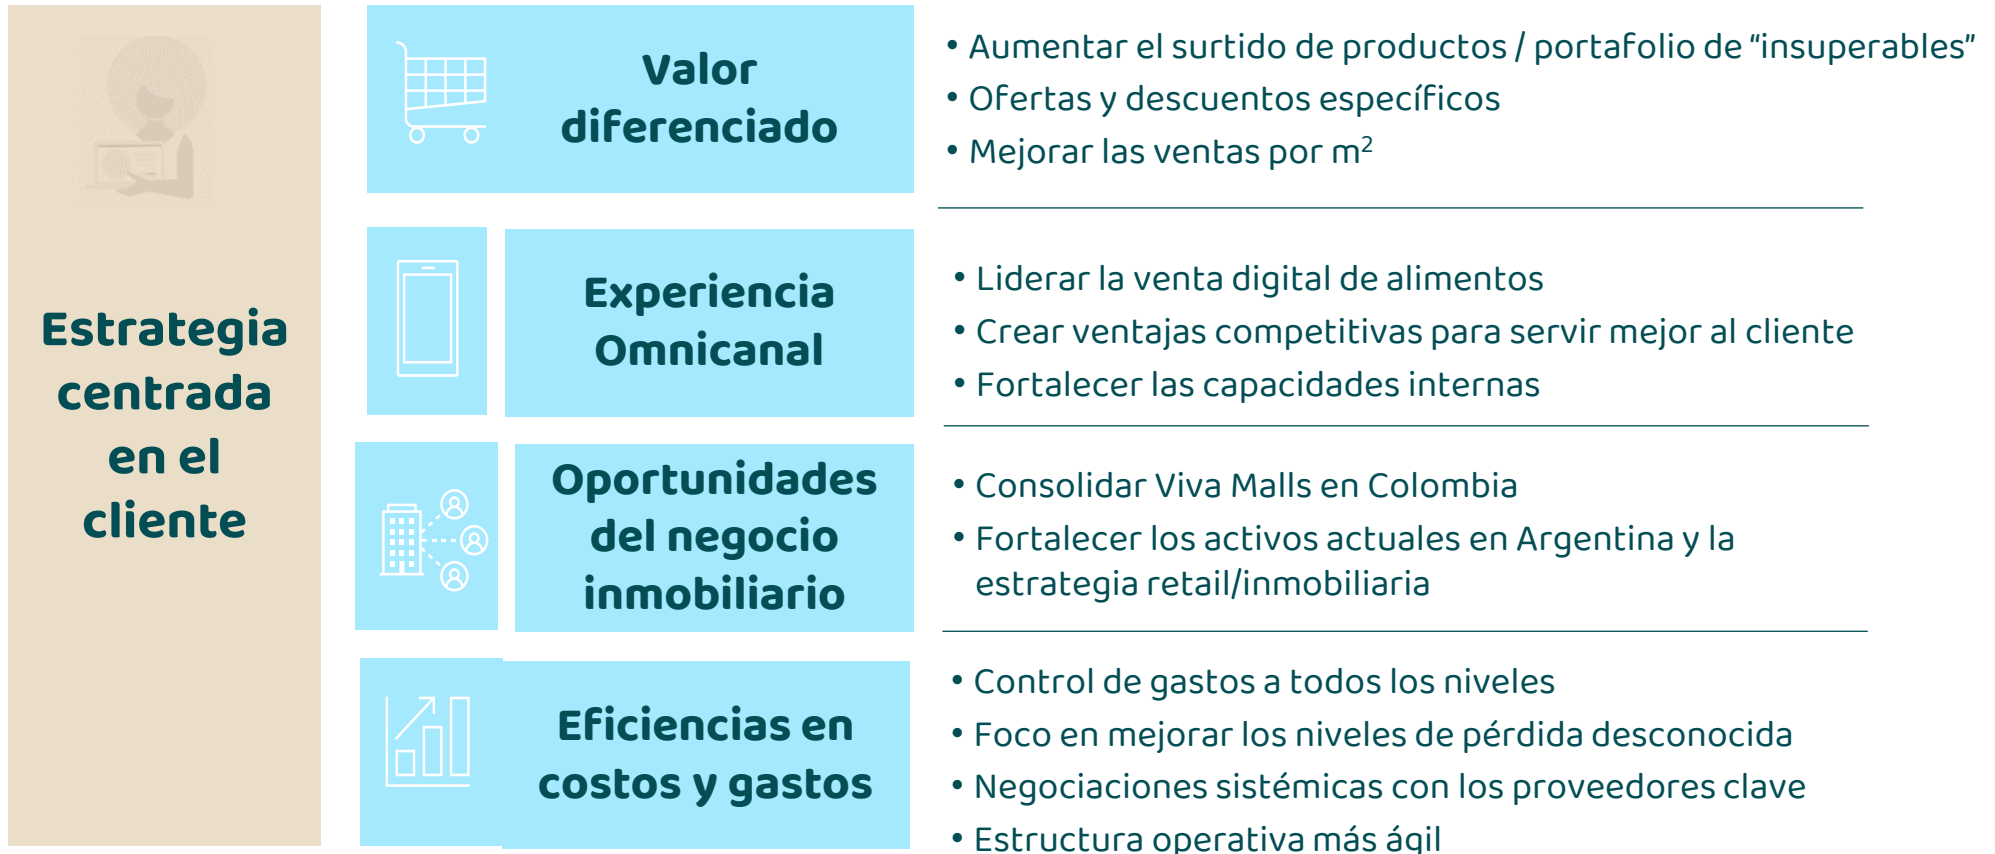 Estrategia
centrada
en el
cliente
Valor
diferenciado
• Aumentar el surtido de productos / portafolio de “insuperables”
• Ofertas y descuentos específicos
• Mejorar las ventas por m²
Experiencia
Omnicanal
• Liderar la venta digital de alimentos
• Crear ventajas competitivas para servir mejor al cliente
• Fortalecer las capacidades internas
Oportunidades
del negocio
inmobiliario
• Consolidar Viva Malls en Colombia
• Fortalecer los activos actuales en Argentina y la
estrategia retail/inmobiliaria
Eficiencias en
costos y gastos
• Control de gastos a todos los niveles
• Foco en mejorar los niveles de pérdida desconocida
• Negociaciones sistémicas con los proveedores clave
• Estructura operativa más ágil